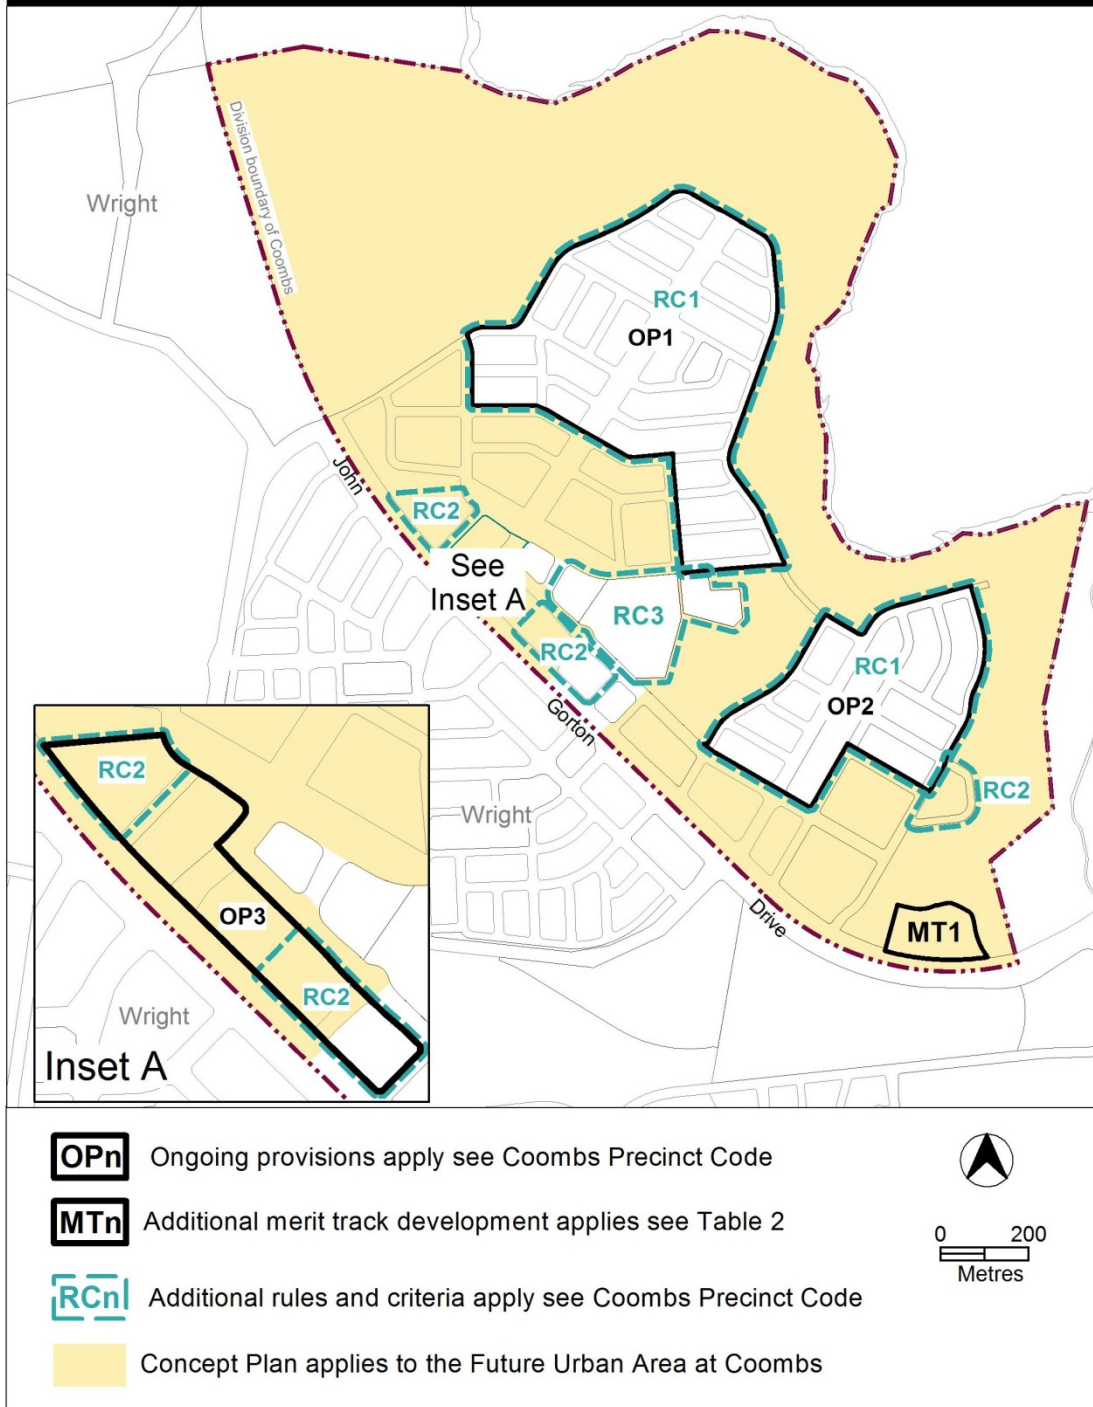 Wright
Division boundary of Coombs
RC1
OP1
John
RC2
See
Inset A
RC3
RC2
Gorton
RC1
OP2
RC2
Wright
Drive
MT1
RC2
OP3
RC2
Wright
Inset A
OPn Ongoing provisions apply see Coombs Precinct Code
MTn Additional merit track development applies see Table 2
RCn Additional rules and criteria apply see Coombs Precinct Code
Concept Plan applies to the Future Urban Area at Coombs
0 200
Metres